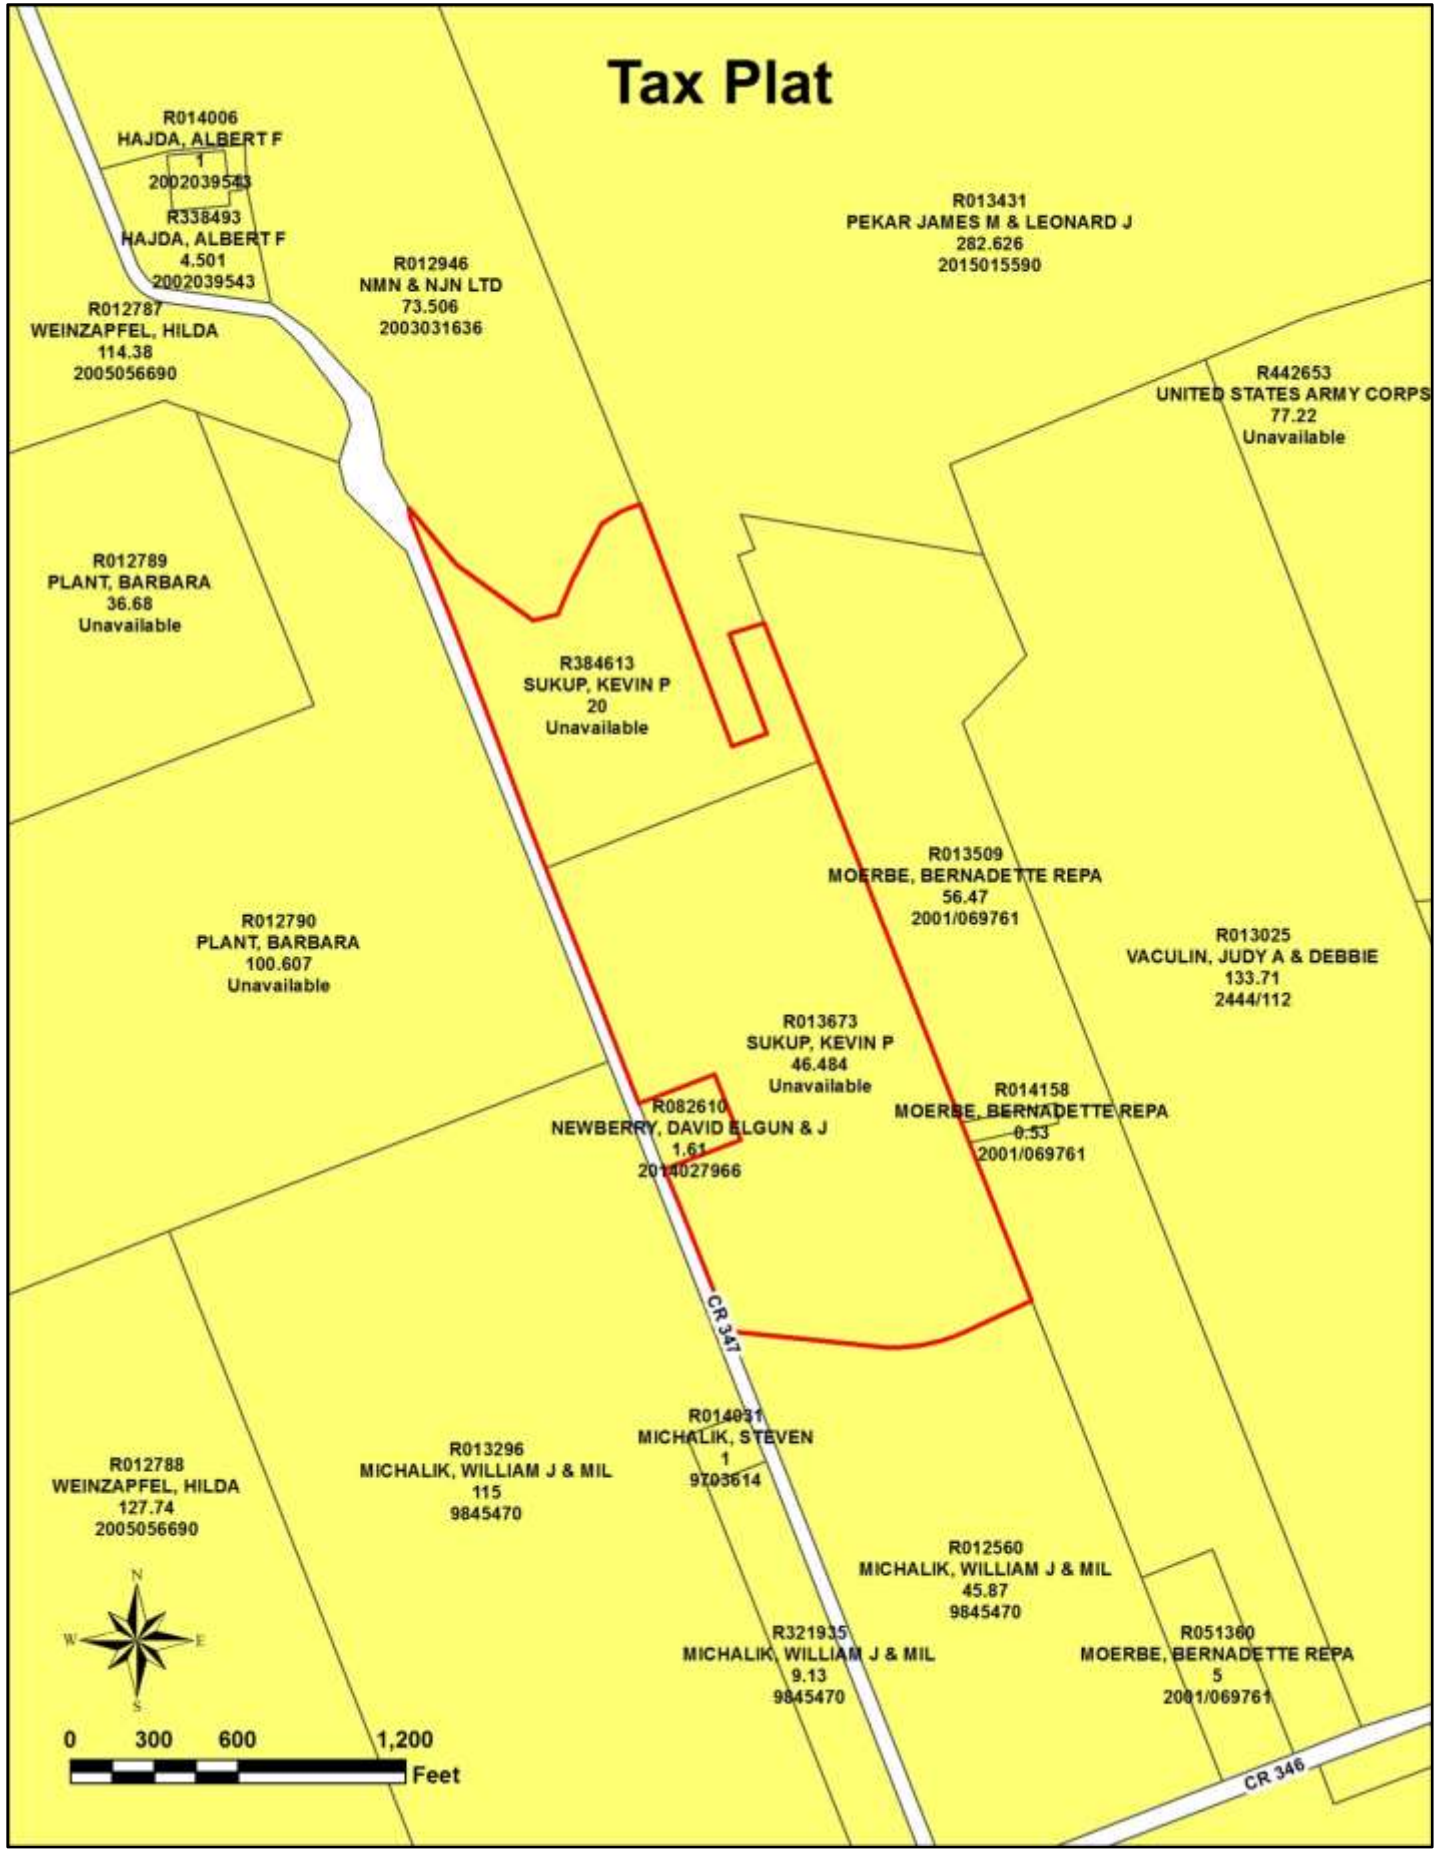 Tax Plat
R014006
HAJDA, ALBERT F
1
2002039543
R338493
HAJDA, ALBERT F
4.501
2002039543
R012946
NMN & NJN LTD
73.506
2003031636
R013431
PEKAR JAMES M & LEONARD J
282.626
2015015590
R012787
WEINZAPFEL, HILDA
114.38
2005056690
R442653
UNITED STATES ARMY CORPS
77.22
Unavailable
R012789
PLANT, BARBARA
36.68
Unavailable
R384613
SUKUP, KEVIN P
20
Unavailable
R013509
MOERBE, BERNADETTE REPA
56.47
2001/069761
R012790
PLANT, BARBARA
100.607
Unavailable
R013025
VACULIN, JUDY A & DEBBIE
133.71
2444/112
R013673
SUKUP, KEVIN P
46.484
Unavailable
R082610
NEWBERRY, DAVID ELGUN & J
1.61
2014027966
R014158
MOERBE, BERNADETTE REPA
0.53
2001/069761
CR 347
R014031
MICHALIK, STEVEN
1
9703614
R013296
MICHALIK, WILLIAM J & MIL
115
9845470
R012788
WEINZAPFEL, HILDA
127.74
2005056690
R012560
MICHALIK, WILLIAM J & MIL
45.87
9845470
R321935
MICHALIK, WILLIAM J & MIL
9.13
9845470
R051360
MOERBE, BERNADETTE REPA
5
2001/069761
CR 346
N
W E
S
0 300 600 1,200
Feet